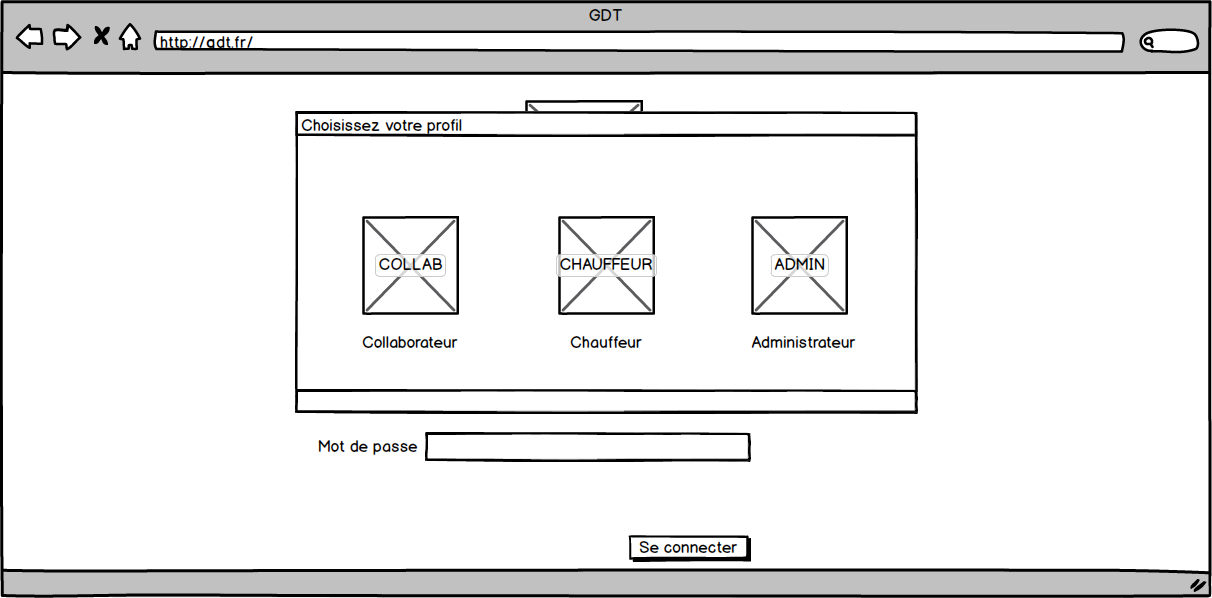 GDT
http://gdt.fr/
Choisissez votre profil
COLLAB
CHAUFFEUR
ADMIN
Collaborateur
Chauffeur
Administrateur
Mot de passe
Se connecter